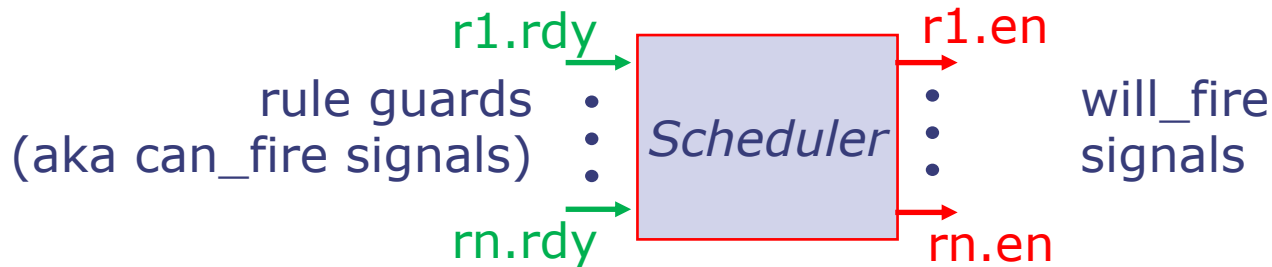 r1.rdy
r1.en
rule guards
(aka can_fire signals)
Scheduler
will_fire
signals
rn.rdy
rn.en